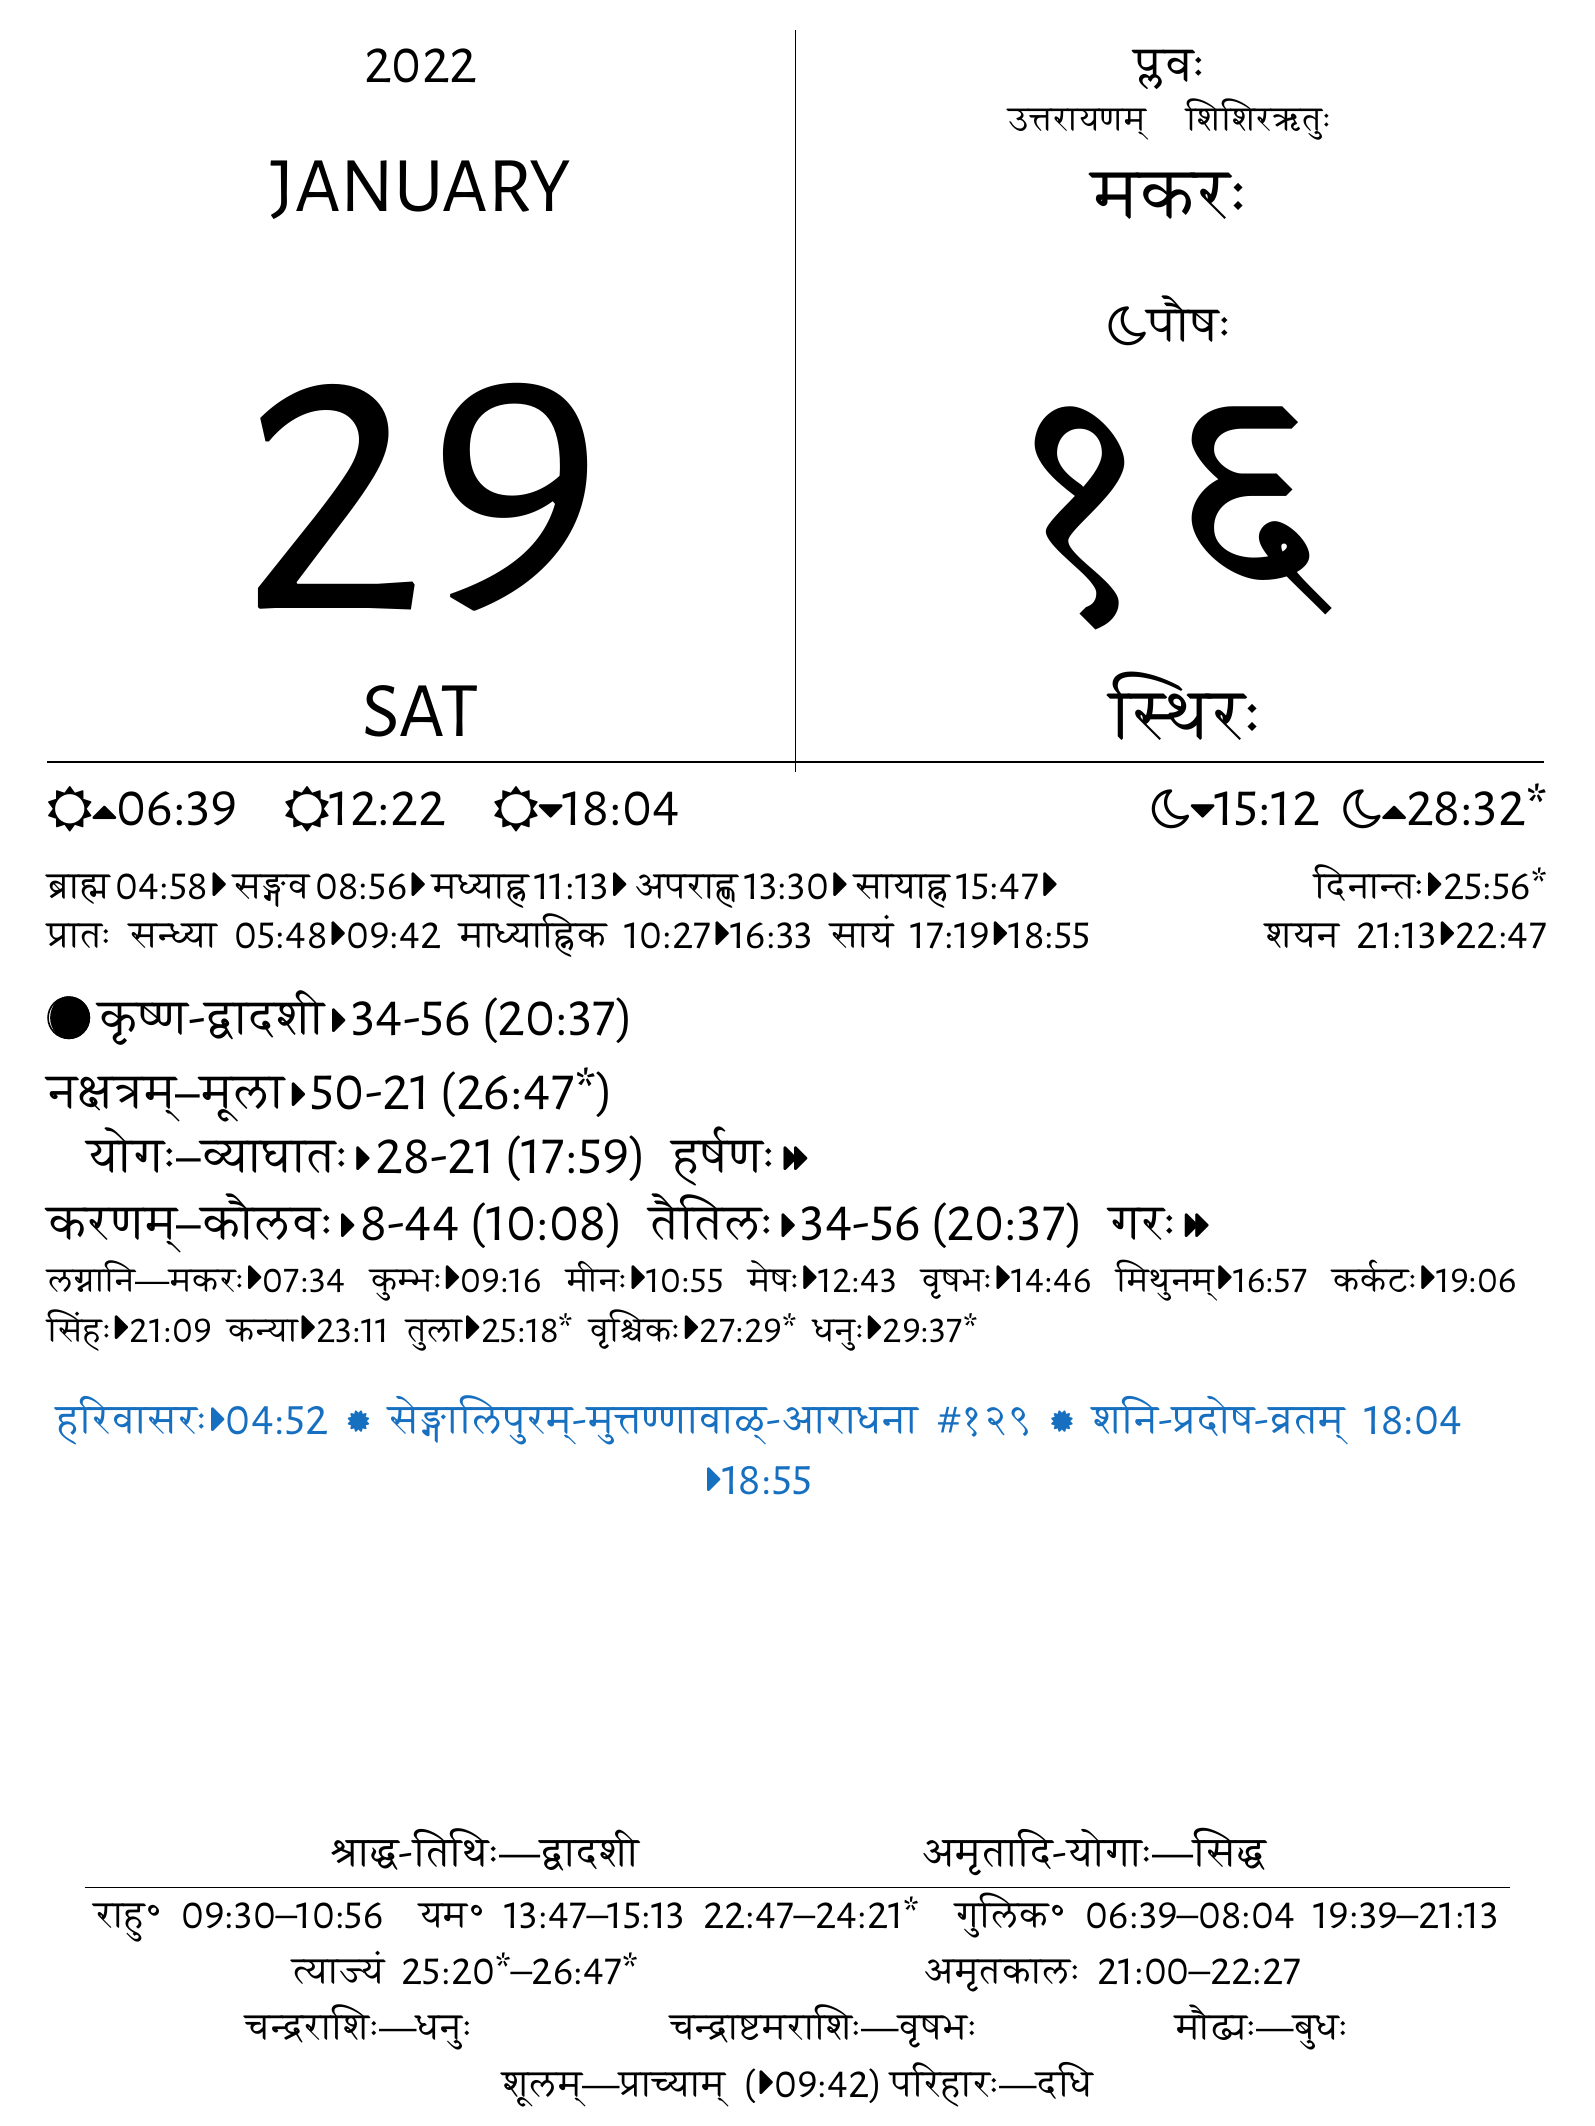 2022
JANUARY
29
SAT
प्लवः
उत्तरायणम् शिशिरऋतुः
मकरः
पौषः
१६
स्थिरः
06:39 12:22 18:04 15:12 28:32*
ब्राह्म 04:58 सङ्गव 08:56 मध्याह्न 11:13 अपराह्ण 13:30 सायाह्न 15:47 दिनान्तः 25:56*
प्रातः सन्ध्या 05:48 09:42 माध्याह्निक 10:27 16:33 सायं 17:19 18:55 शयन 21:13 22:47
कृष्ण-द्वादशी 34-56 (20:37)
नक्षत्रम्–मूला 50-21 (26:47*)
योगः–व्याघातः 28-21 (17:59) हर्षणः
करणम्–कौलवः 8-44 (10:08) तैतिलः 34-56 (20:37) गरः
लग्नानि—मकरः 07:34 कुम्भः 09:16 मीनः 10:55 मेषः 12:43 वृषभः 14:46 मिथुनम् 16:57 कर्कटः 19:06
सिंहः 21:09 कन्या 23:11 तुला 25:18* वृश्चिकः 27:29* धनुः 29:37*
हरिवासरः 04:52 सेङ्गालिपुरम्-मुत्तण्णावाळ्-आराधना #१२९ शनि-प्रदोष-व्रतम् 18:04
18:55
श्राद्ध-तिथिः—द्वादशी अमृतादि-योगाः—सिद्ध
राहु॰ 09:30–10:56 यम॰ 13:47–15:13 22:47–24:21* गुलिक॰ 06:39–08:04 19:39–21:13
त्याज्यं 25:20*–26:47* अमृतकालः 21:00–22:27
चन्द्रराशिः—धनुः चन्द्राष्टमराशिः—वृषभः मौढ्यः—बुधः
शूलम्—प्राच्याम् (09:42) परिहारः—दधि